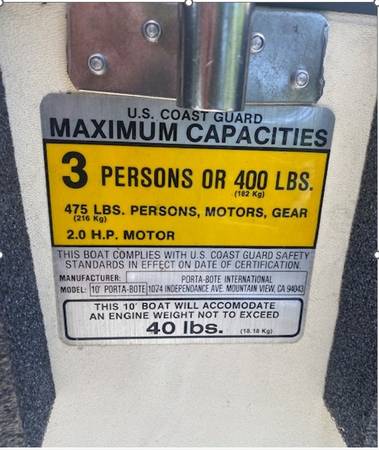 U.S. COAST GUARD
MAXIMUM CAPACITIES
3 PERSONS OR 400 LBS.
(182 Kg)
475 LBS. PERSONS, MOTORS, GEAR
(216 Kg)
2.0 H.P. MOTOR
THIS BOAT COMPLIES WITH U.S. COAST GUARD SAFETY
STANDARDS IN EFFECT ON DATE OF CERTIFICATION.
MANUFACTURER: PORTA-BOTE INTERNATIONAL
MODEL: 10' PORTA-BOTE 1074 INDEPENDANCE AVE. MOUNTAIN VIEW, CA 94043
THIS 10' BOAT WILL ACCOMODATE
AN ENGINE WEIGHT NOT TO EXCEED
40 lbs. (18.18 Kg)